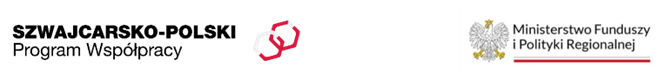 SZWAJCARSKO-POLSKI
Program Współpracy
Ministerstwo Funduszy
i Polityki Regionalnej